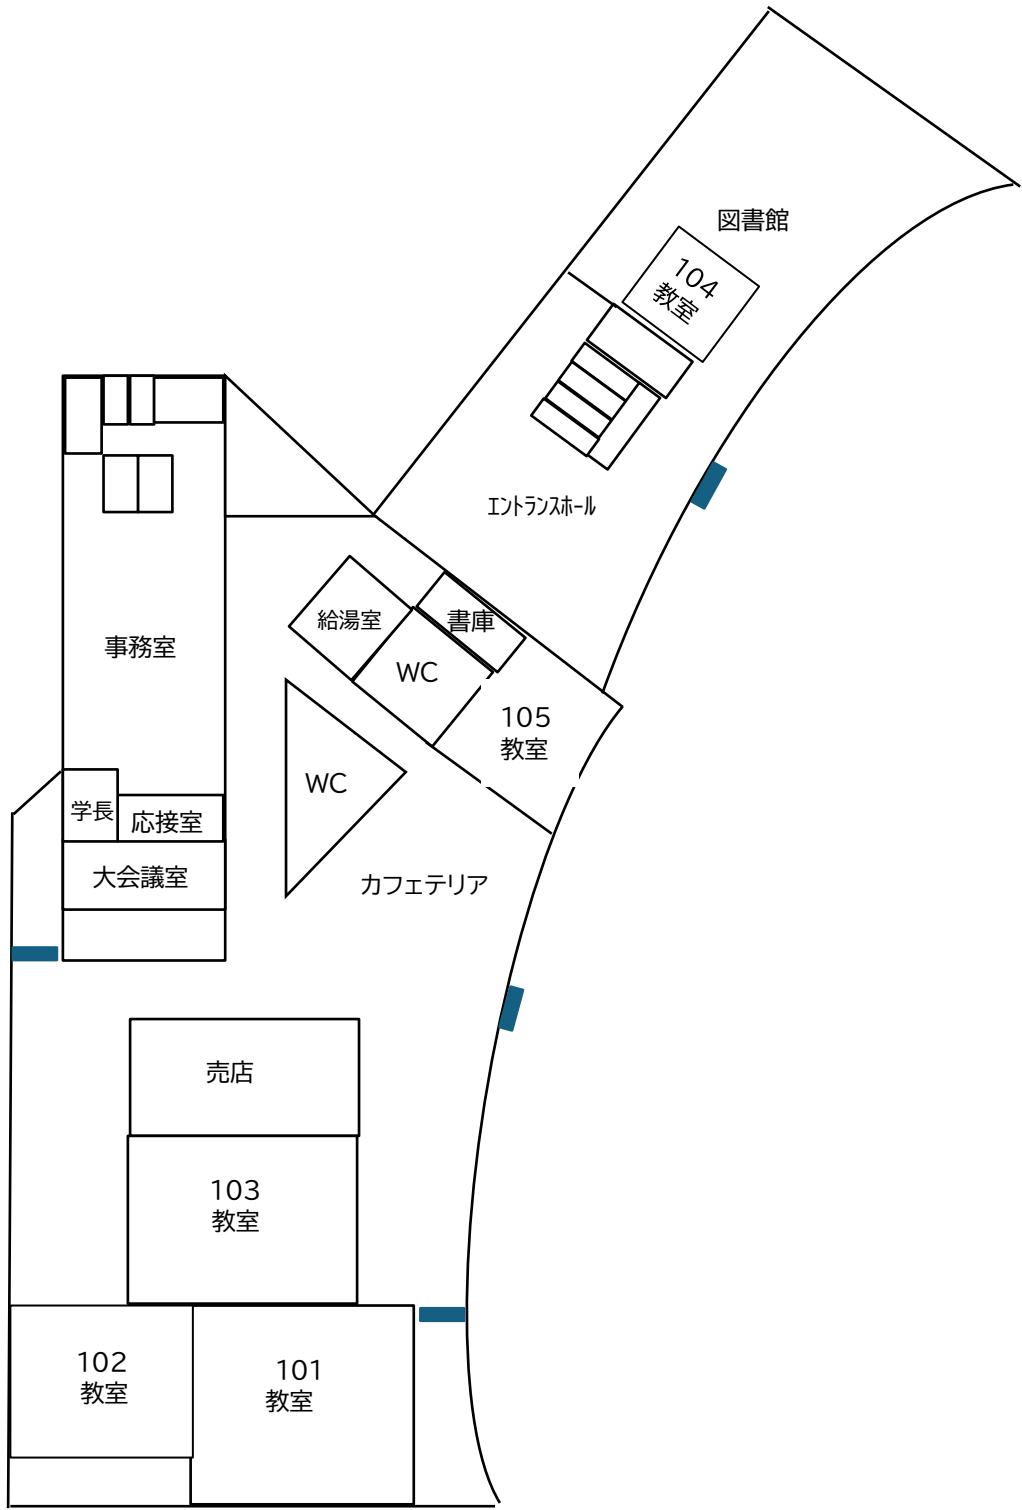 図書館
104
教室
エントランスホール
給湯室
書庫
事務室
WC
105
教室
WC
学長
応接室
大会議室
カフェテリア
売店
103
教室
102
教室
101
教室